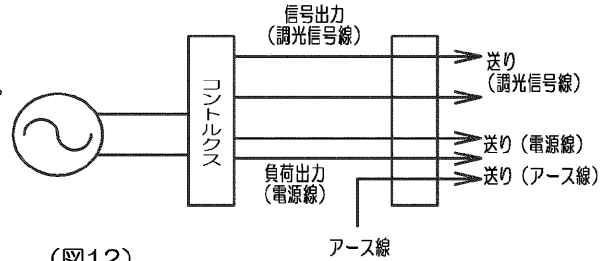 信号出力
（調光信号線）
送り
（調光信号線）
コントルクス
送り（電源線）
負荷出力
（電源線）
送り（アース線）
アース線
（図12）